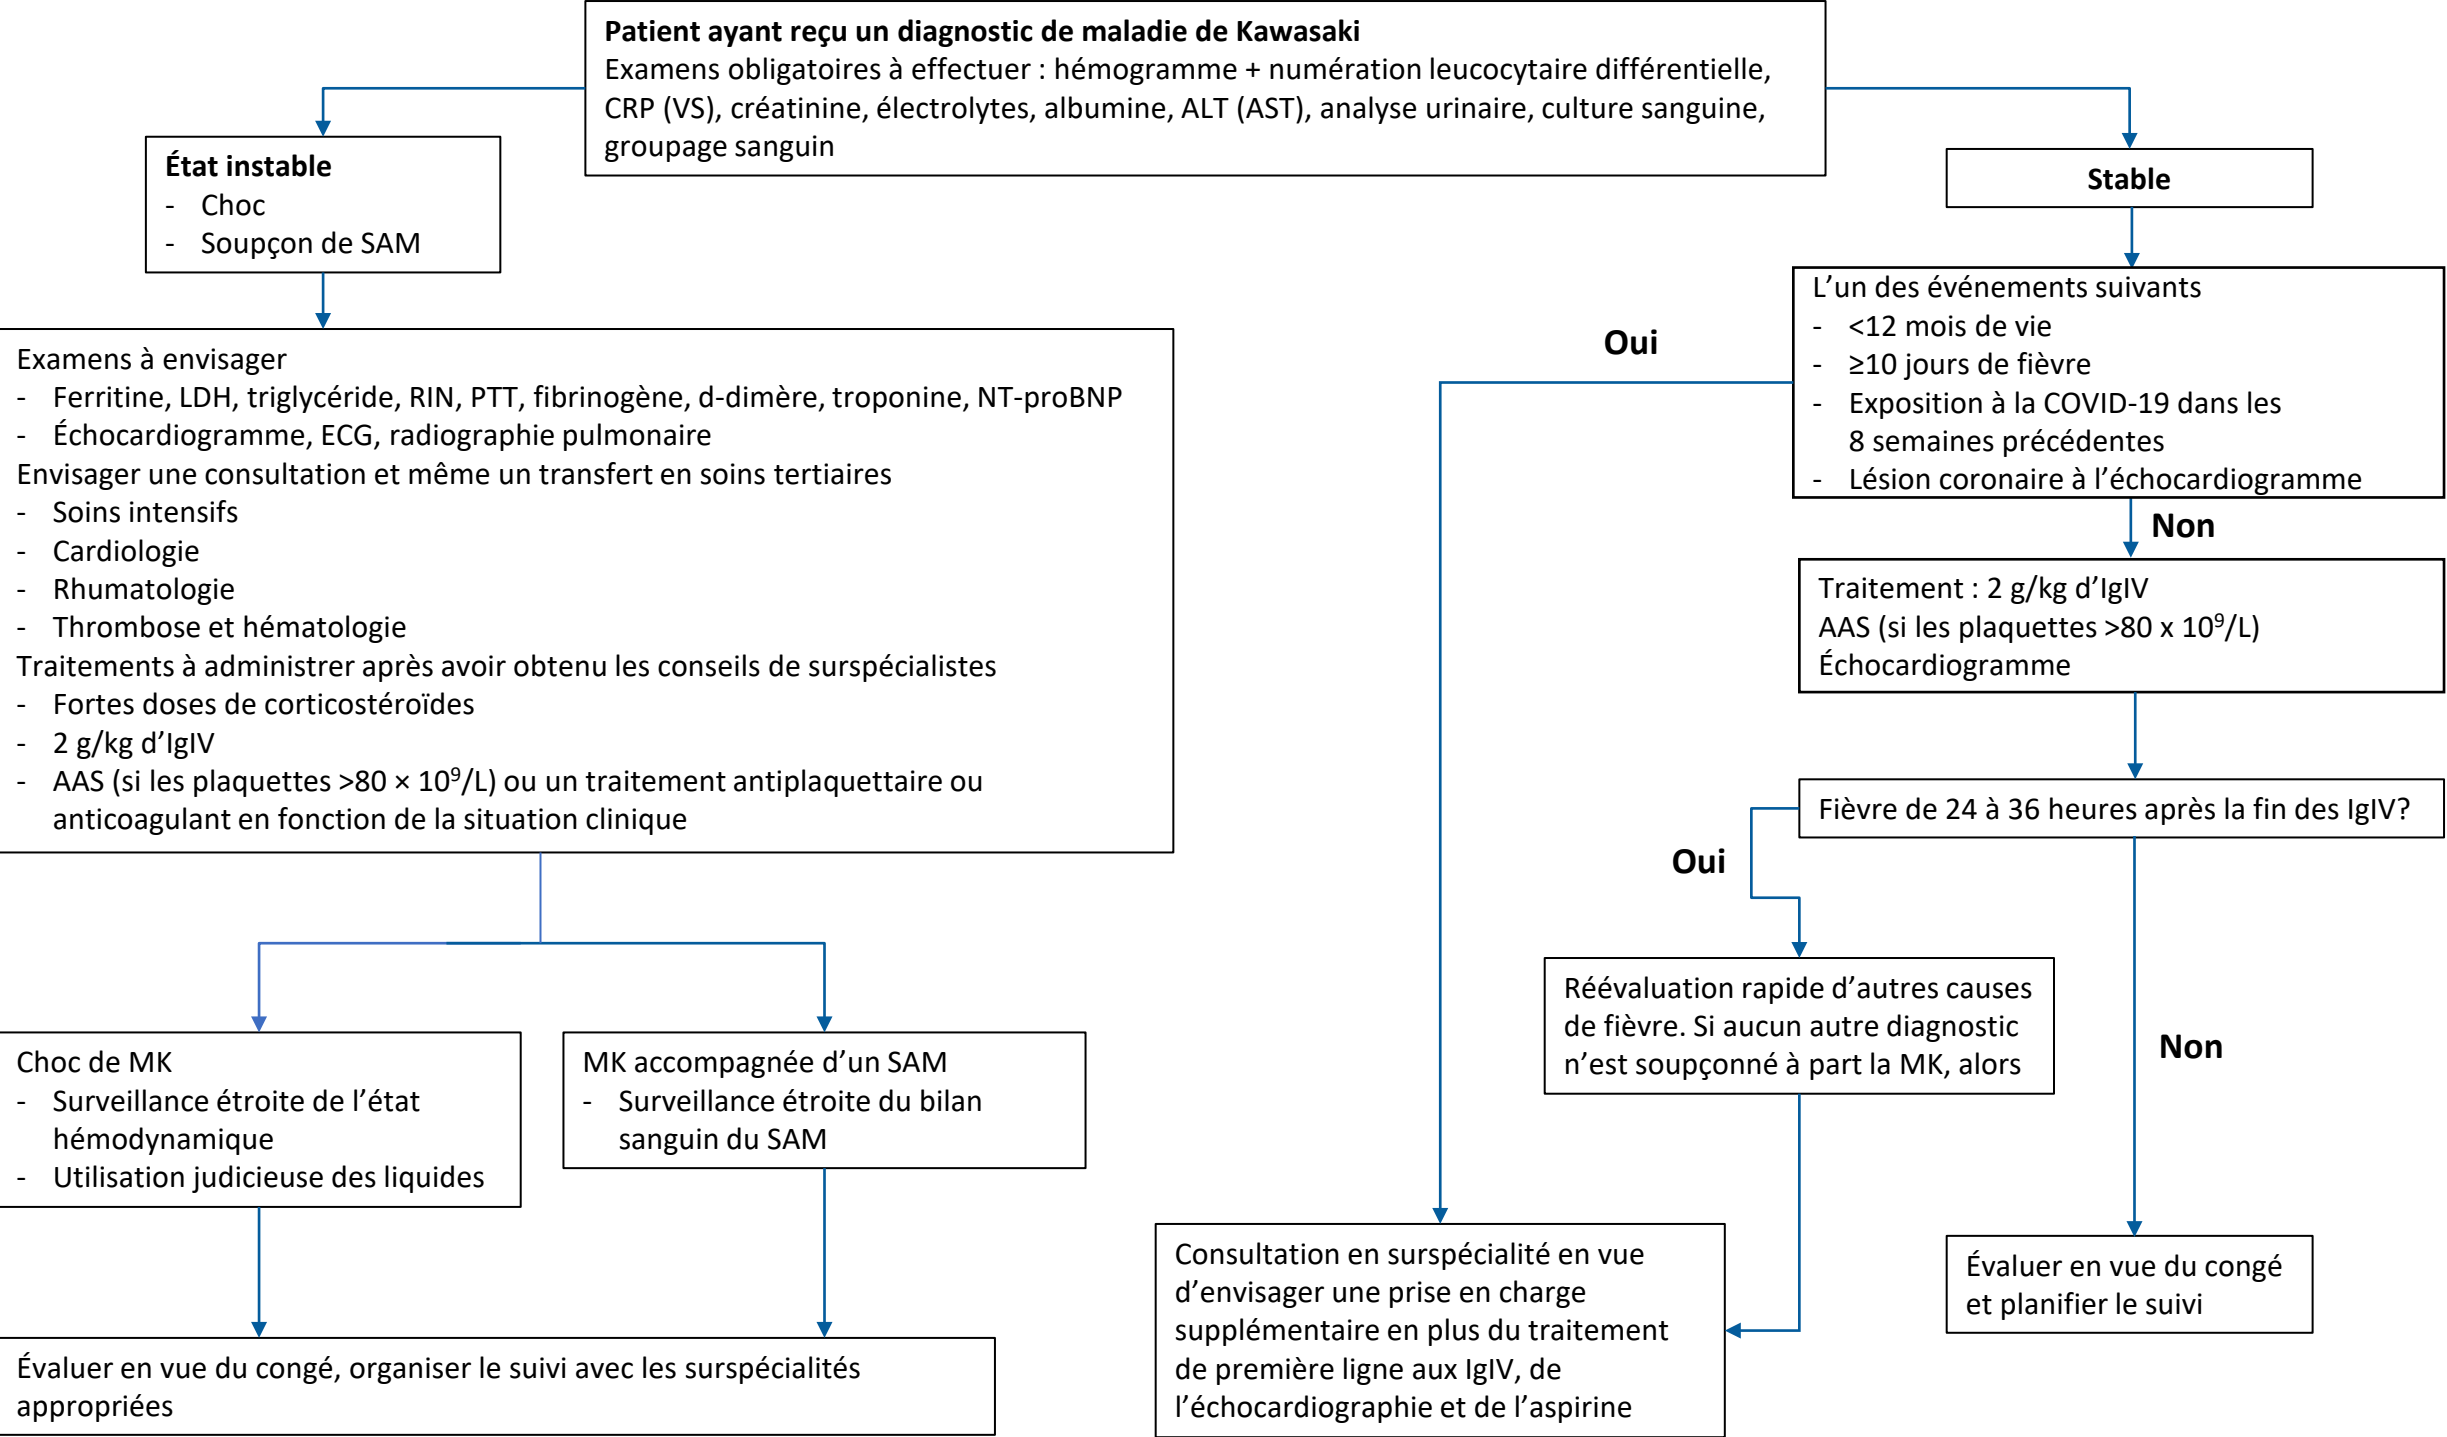 Patient ayant reçu un diagnostic de maladie de Kawasaki
Examens obligatoires à effectuer : hémogramme + numération leucocytaire différentielle,
CRP (VS), créatinine, électrolytes, albumine, ALT (AST), analyse urinaire, culture sanguine,
groupage sanguin
État instable
- Choc
- Soupçon de SAM
Examens à envisager
- Ferritine, LDH, triglycéride, RIN, PTT, fibrinogène, d-dimère, troponine, NT-proBNP
- Échocardiogramme, ECG, radiographie pulmonaire
Envisager une consultation et même un transfert en soins tertiaires
- Soins intensifs
- Cardiologie
- Rhumatologie
- Thrombose et hématologie
Traitements à administrer après avoir obtenu les conseils de surspécialistes
- Fortes doses de corticostéroïdes
- 2 g/kg d’IgIV
- AAS (si les plaquettes >80 × 10⁹/L) ou un traitement antiplaquettaire ou
anticoagulant en fonction de la situation clinique
Choc de MK
- Surveillance étroite de l’état
hémodynamique
- Utilisation judicieuse des liquides
MK accompagnée d’un SAM
- Surveillance étroite du bilan
sanguin du SAM
Évaluer en vue du congé, organiser le suivi avec les surspécialités
appropriées
Stable
L’un des événements suivants
- <12 mois de vie
- ≥10 jours de fièvre
- Exposition à la COVID-19 dans les
8 semaines précédentes
- Lésion coronaire à l’échocardiogramme
Oui
Non
Traitement : 2 g/kg d’IgIV
AAS (si les plaquettes >80 x 10⁹/L)
Échocardiogramme
Fièvre de 24 à 36 heures après la fin des IgIV?
Oui
Réévaluation rapide d’autres causes
de fièvre. Si aucun autre diagnostic
n’est soupçonné à part la MK, alors
Non
Consultation en surspécialité en vue
d’envisager une prise en charge
supplémentaire en plus du traitement
de première ligne aux IgIV, de
l’échocardiographie et de l’aspirine
Évaluer en vue du congé
et planifier le suivi